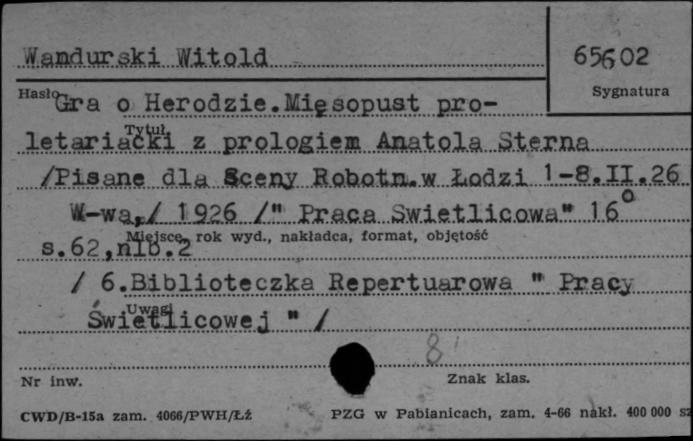 Wandurski Witold
65602
Sygnatura
Hasło
Gra o Herodzie.Mięsopust pro-
Tytuł
letariacki z prologiem Anatola Sterna
/Pisane dla Sceny Robotn.w Łodzi 1-8.II.26
W-wa,/ 1926 /" Praca Swietlicowa" 16°
Miejsce, rok wyd., nakładca, format, objętość
s.62,nlb.2
/ 6.Biblioteczka Repertuarowa " Pracy
Uwagi
Świetlicowej " /
8
Nr inw.
Znak klas.
CWD/B-15a zam. 4066/PWH/Łż
PZG w Pabianicach, zam. 4-66 nakł. 400 000 sz